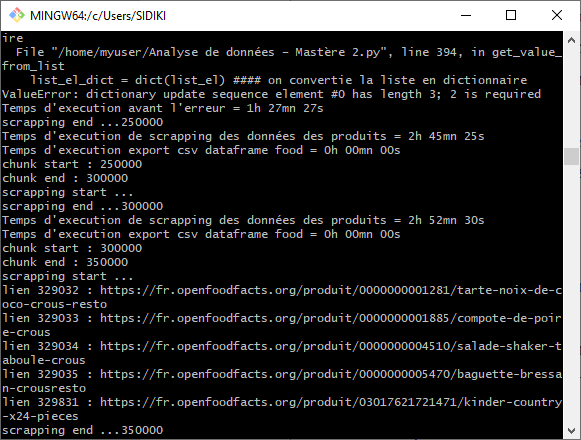 MINGW64:/c/Users/SIDIKI
ire
  File "/home/myuser/Analyse de données - Mastère 2.py", line 394, in get_value_
from_list
    list_el_dict = dict(list_el) #### on convertie la liste en dictionnaire
ValueError: dictionary update sequence element #0 has length 3; 2 is required
Temps d'execution avant l'erreur = 1h 27mn 27s
scrapping end ...250000
Temps d'execution de scrapping des données des produits = 2h 45mn 25s
Temps d'execution export csv dataframe food = 0h 00mn 00s
chunk start : 250000
chunk end : 300000
scrapping start ...
scrapping end ...300000
Temps d'execution de scrapping des données des produits = 2h 52mn 30s
Temps d'execution export csv dataframe food = 0h 00mn 00s
chunk start : 300000
chunk end : 350000
scrapping start ...
lien 329032 : https://fr.openfoodfacts.org/produit/0000000001281/tarte-noix-de-c
oco-crous-resto
lien 329033 : https://fr.openfoodfacts.org/produit/0000000001885/compote-de-poir
e-crous
lien 329034 : https://fr.openfoodfacts.org/produit/0000000004510/salade-shaker-t
aboule-crous
lien 329035 : https://fr.openfoodfacts.org/produit/0000000005470/baguette-bressa
n-crousresto
lien 329831 : https://fr.openfoodfacts.org/produit/03017621721471/kinder-country
-x24-pieces
scrapping end ...350000